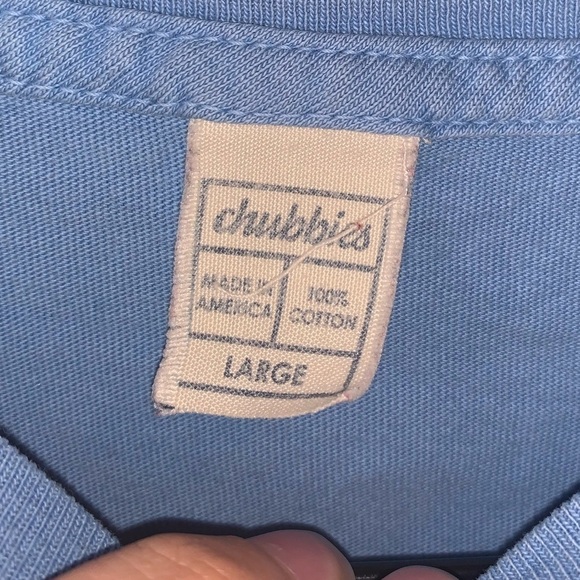 chubbies
MADE IN
AMERICA
100%
COTTON
LARGE